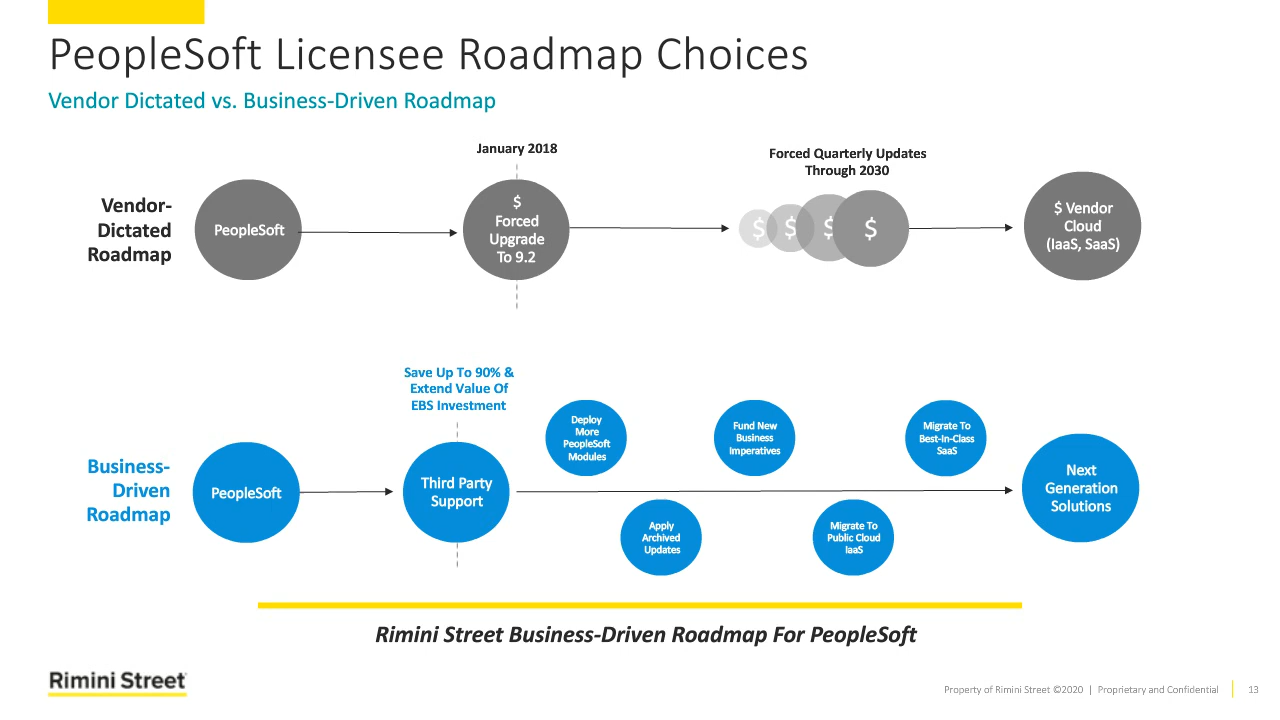 PeopleSoft Licensee Roadmap Choices
Vendor Dictated vs. Business-Driven Roadmap
January 2018
Forced Quarterly Updates
Through 2030
Vendor-
Dictated
Roadmap
PeopleSoft
$
Forced
Upgrade
To 9.2
$
$
$
$
$ Vendor
Cloud
(IaaS, SaaS)
Save Up To 90% &
Extend Value Of
EBS Investment
Business-
Driven
Roadmap
PeopleSoft
Third Party
Support
Deploy
More
PeopleSoft
Modules
Apply
Archived
Updates
Fund New
Business
Imperatives
Migrate To
Public Cloud
IaaS
Migrate To
Best-In-Class
SaaS
Next
Generation
Solutions
Rimini Street Business-Driven Roadmap For PeopleSoft
Rimini Street
Property of Rimini Street ©2020 | Proprietary and Confidential
13